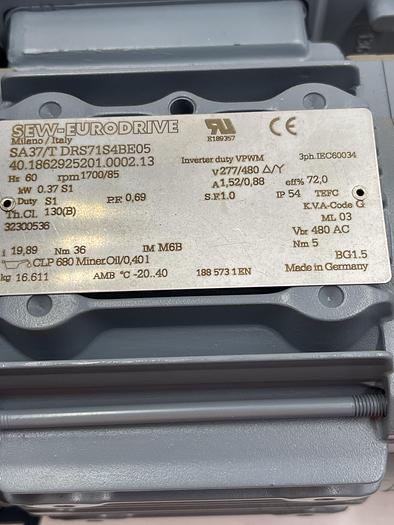 SEW-EURODRIVE
Milano / Italy
SA37/T DRS71S4BE05
40.1862925201.0002.13
E189357
CE
Inverter duty VPWM 3ph.IEC60034
Hz 60 rpm 1700/85 V 277/480 △/Y
kW 0.37 S1 A 1,52/0,88 eff% 72,0
Duty S1 P.F. 0,69 S.F.1.0 IP 54 TEFC
Th.Cl. 130(B) K.V.A-Code G
32300536 ML 03
Vbr 480 AC
i 19,89 Nm 36 IM M6B Nm 5
CLP 680 Miner.Oil/0,40 l BG1.5
kg 16.611 AMB °C -20..40 188 573 1 EN Made in Germany